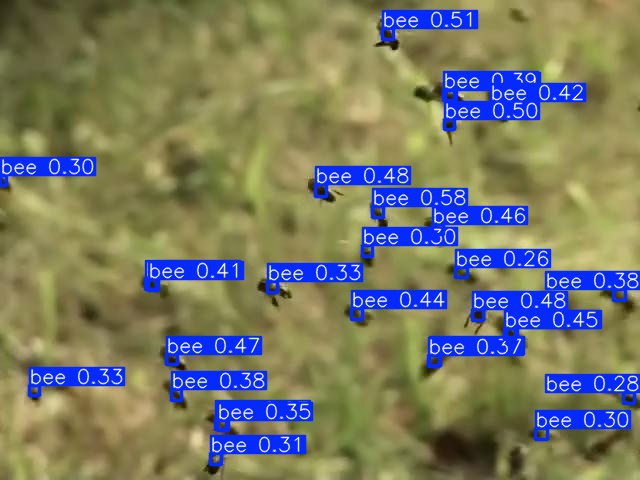 bee 0.51
bee 0.39
bee 0.42
bee 0.50
bee 0.30
bee 0.48
bee 0.58
bee 0.46
bee 0.30
bee 0.26
bee 0.41
bee 0.33
bee 0.38
bee 0.44
bee 0.48
bee 0.45
bee 0.47
bee 0.37
bee 0.33
bee 0.38
bee 0.28
bee 0.35
bee 0.30
bee 0.31